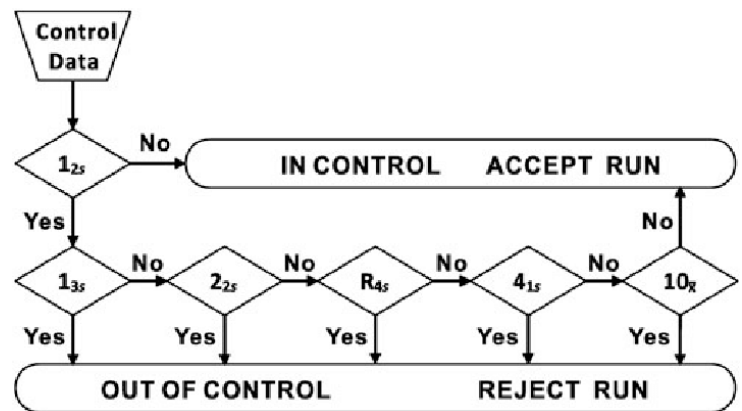 Control
Data
No
1₂ₛ
IN CONTROL ACCEPT RUN
Yes
No
No
No
No
No
1₃ₛ
2₂ₛ
R₄ₛ
4₁ₛ
10x̄
Yes
Yes
Yes
Yes
Yes
OUT OF CONTROL REJECT RUN